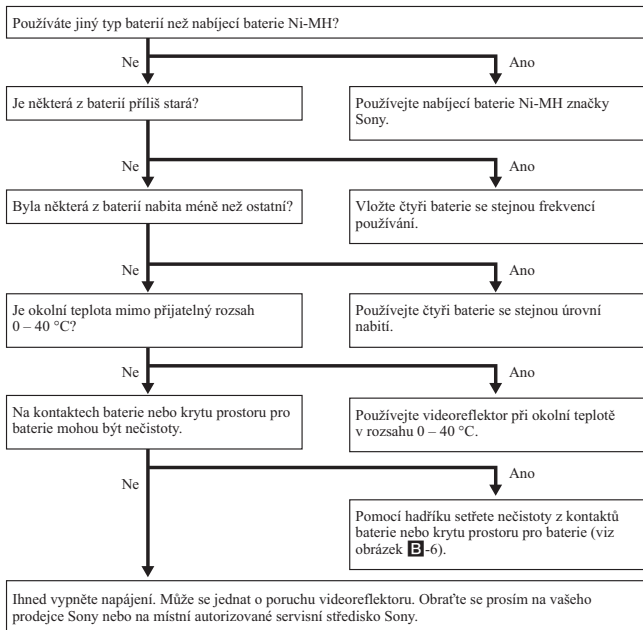 Používáte jiný typ baterií než nabíjecí baterie Ni-MH?
Ne
Ano
Je některá z baterií příliš stará?
Používejte nabíjecí baterie Ni-MH značky
Sony.
Ne
Ano
Byla některá z baterií nabita méně než ostatní?
Vložte čtyři baterie se stejnou frekvencí
používání.
Ne
Ano
Je okolní teplota mimo přijatelný rozsah
0 – 40 °C?
Používejte čtyři baterie se stejnou úrovní
nabití.
Ne
Ano
Na kontaktech baterie nebo krytu prostoru pro
baterie mohou být nečistoty.
Používejte videoreflektor při okolní teplotě
v rozsahu 0 – 40 °C.
Ne
Ano
Pomocí hadříku setřete nečistoty z kontaktů
baterie nebo krytu prostoru pro baterie (viz
obrázek B-6).
Ihned vypněte napájení. Může se jednat o poruchu videoreflektoru. Obraťte se prosím na vašeho
prodejce Sony nebo na místní autorizované servisní středisko Sony.